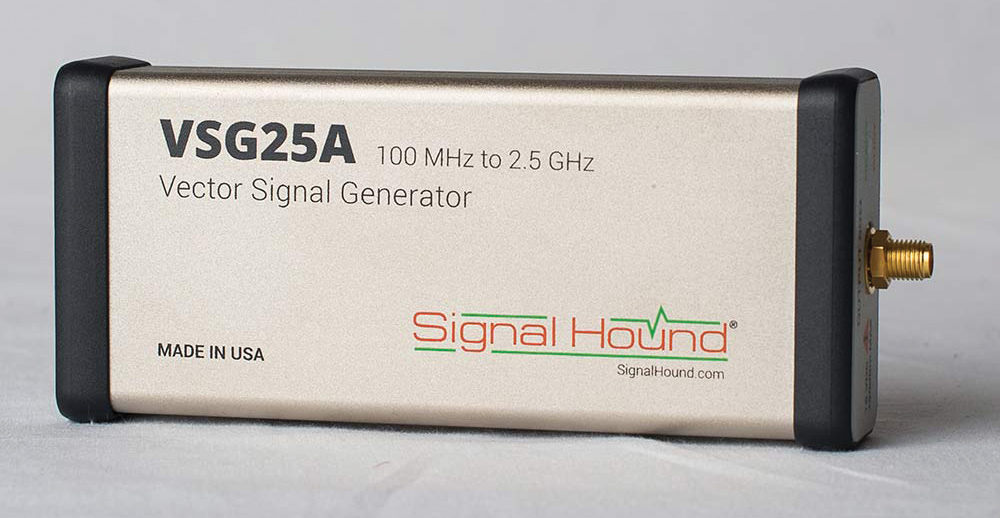 VSG25A 100 MHz to 2.5 GHz
Vector Signal Generator
Signal Hound®
MADE IN USA
SignalHound.com